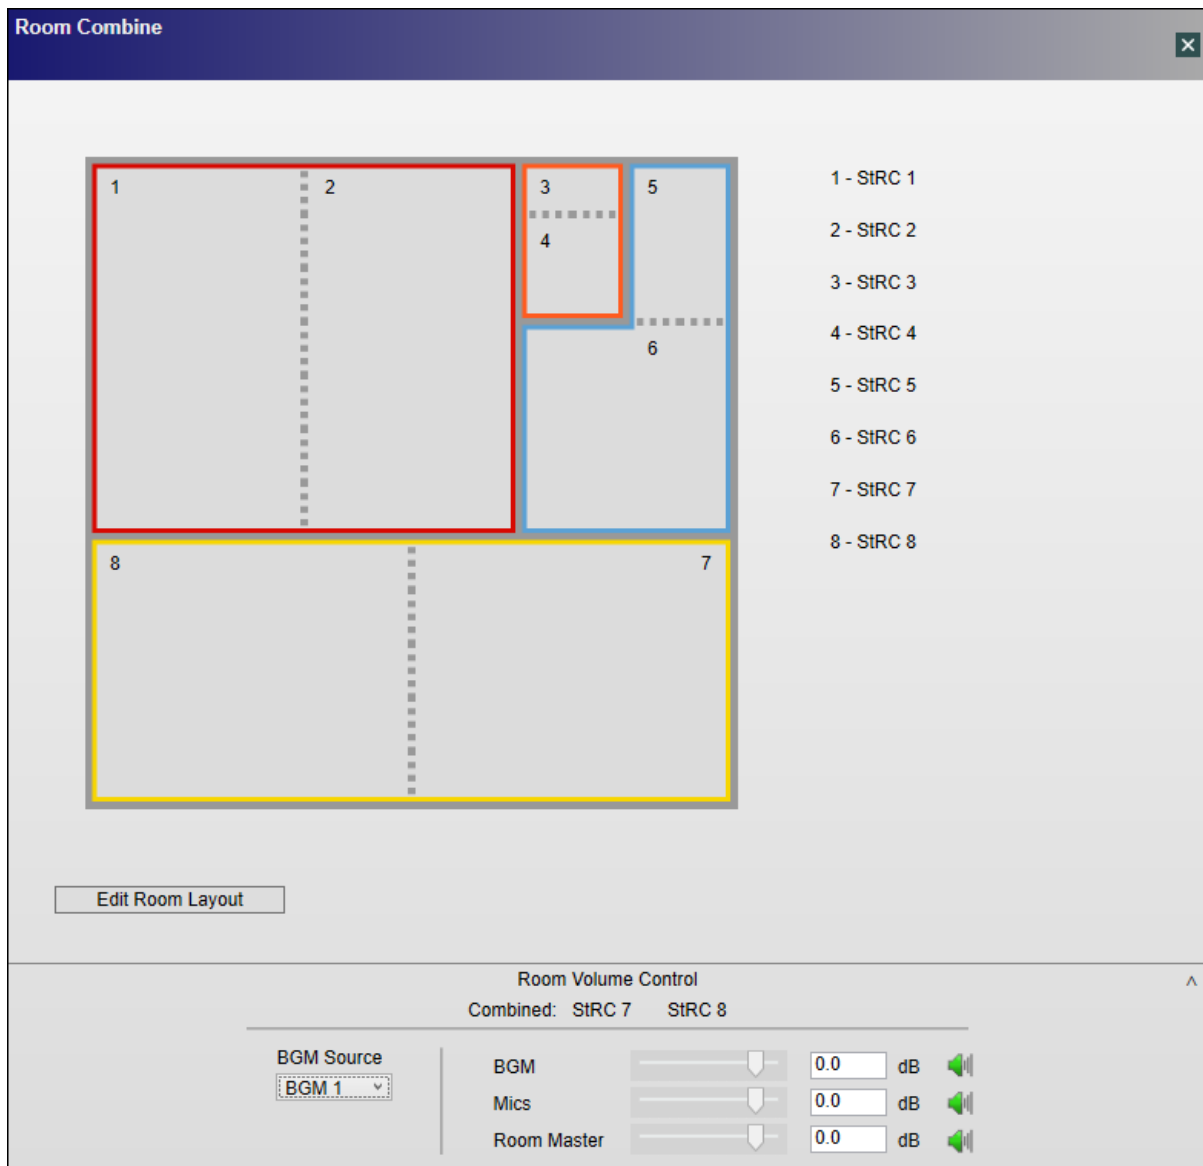 Room Combine
1 2 3 5
4
6
8 7
1 - StRC 1
2 - StRC 2
3 - StRC 3
4 - StRC 4
5 - StRC 5
6 - StRC 6
7 - StRC 7
8 - StRC 8
Edit Room Layout
Room Volume Control
Combined: StRC 7 StRC 8
BGM Source
BGM 1
BGM 0.0 dB
Mics 0.0 dB
Room Master 0.0 dB